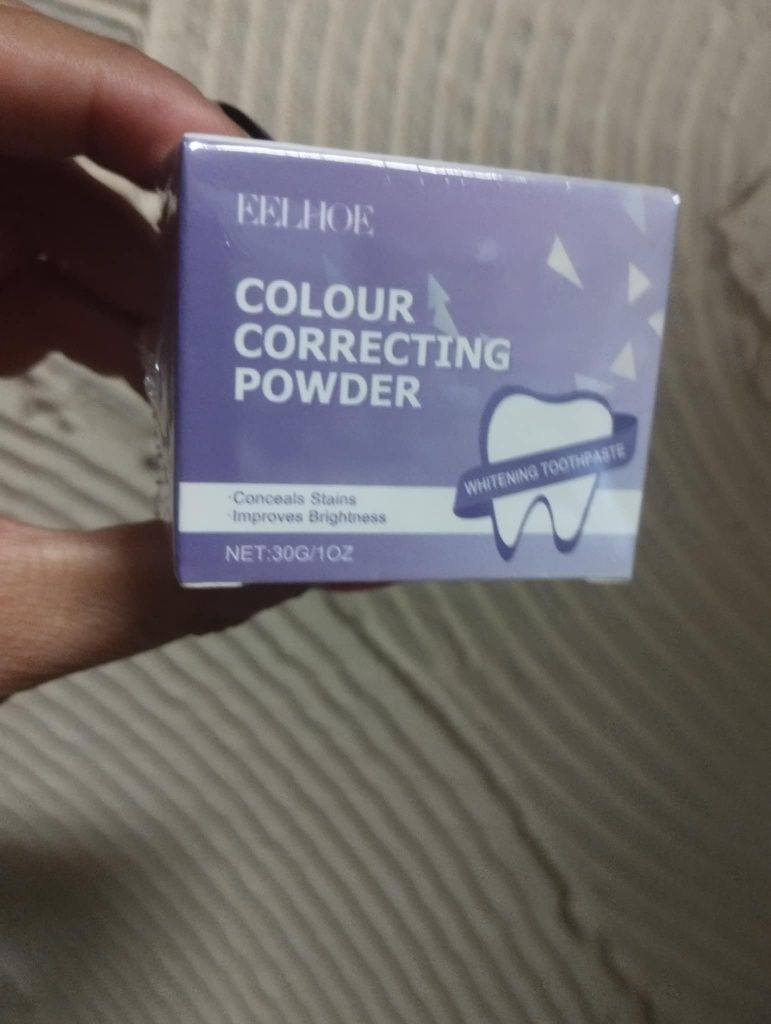 EELHOE
COLOUR
CORRECTING
POWDER
WHITENING TOOTHPASTE
·Conceals Stains
·Improves Brightness
NET:30G/1OZ